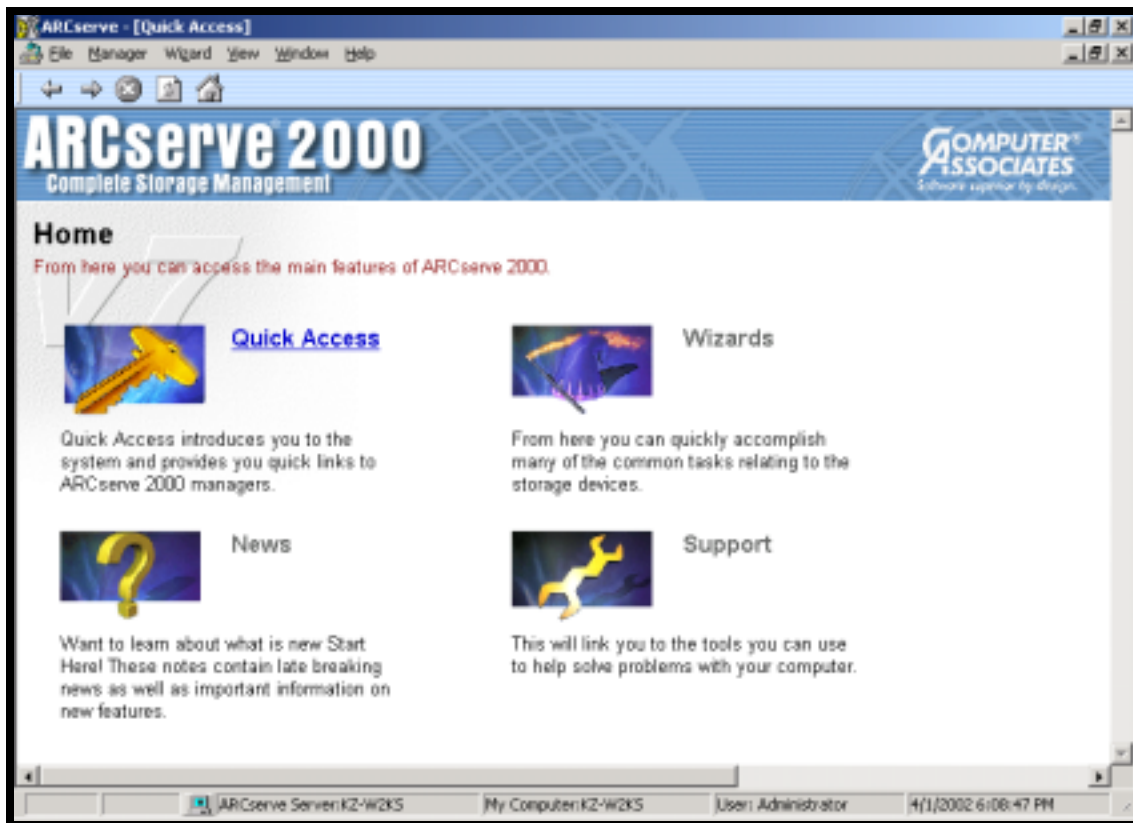 ARCserve - [Quick Access]
File Manager Wizard View Window Help
ARCserve 2000
Complete Storage Management
COMPUTER®
ASSOCIATES
Software superior by design.
Home
From here you can access the main features of ARCserve 2000.
V7
Quick Access
Quick Access introduces you to the
system and provides you quick links to
ARCserve 2000 managers.
Wizards
From here you can quickly accomplish
many of the common tasks relating to the
storage devices.
News
Want to learn about what is new Start
Here! These notes contain late breaking
news as well as important information on
new features.
Support
This will link you to the tools you can use
to help solve problems with your computer.
ARCserve Server:KZ-W2KS My Computer:KZ-W2KS User: Administrator 4/1/2002 6:08:47 PM